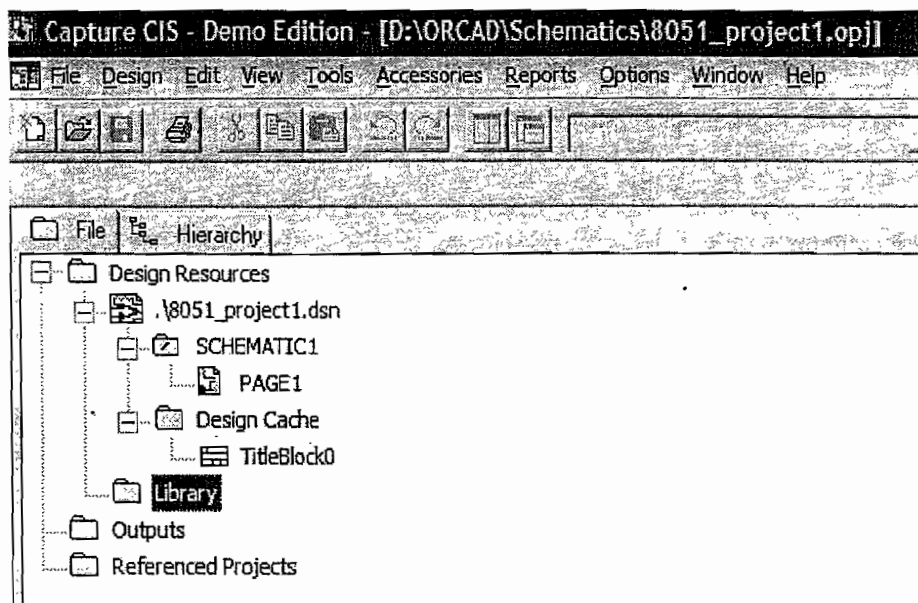 Capture CIS - Demo Edition - [D:\ORCAD\Schematics\8051_project1.opj]
File Design Edit View Tools Accessories Reports Options Window Help
File Hierarchy
Design Resources
.\8051_project1.dsn
SCHEMATIC1
PAGE1
Design Cache
TitleBlock0
Library
Outputs
Referenced Projects